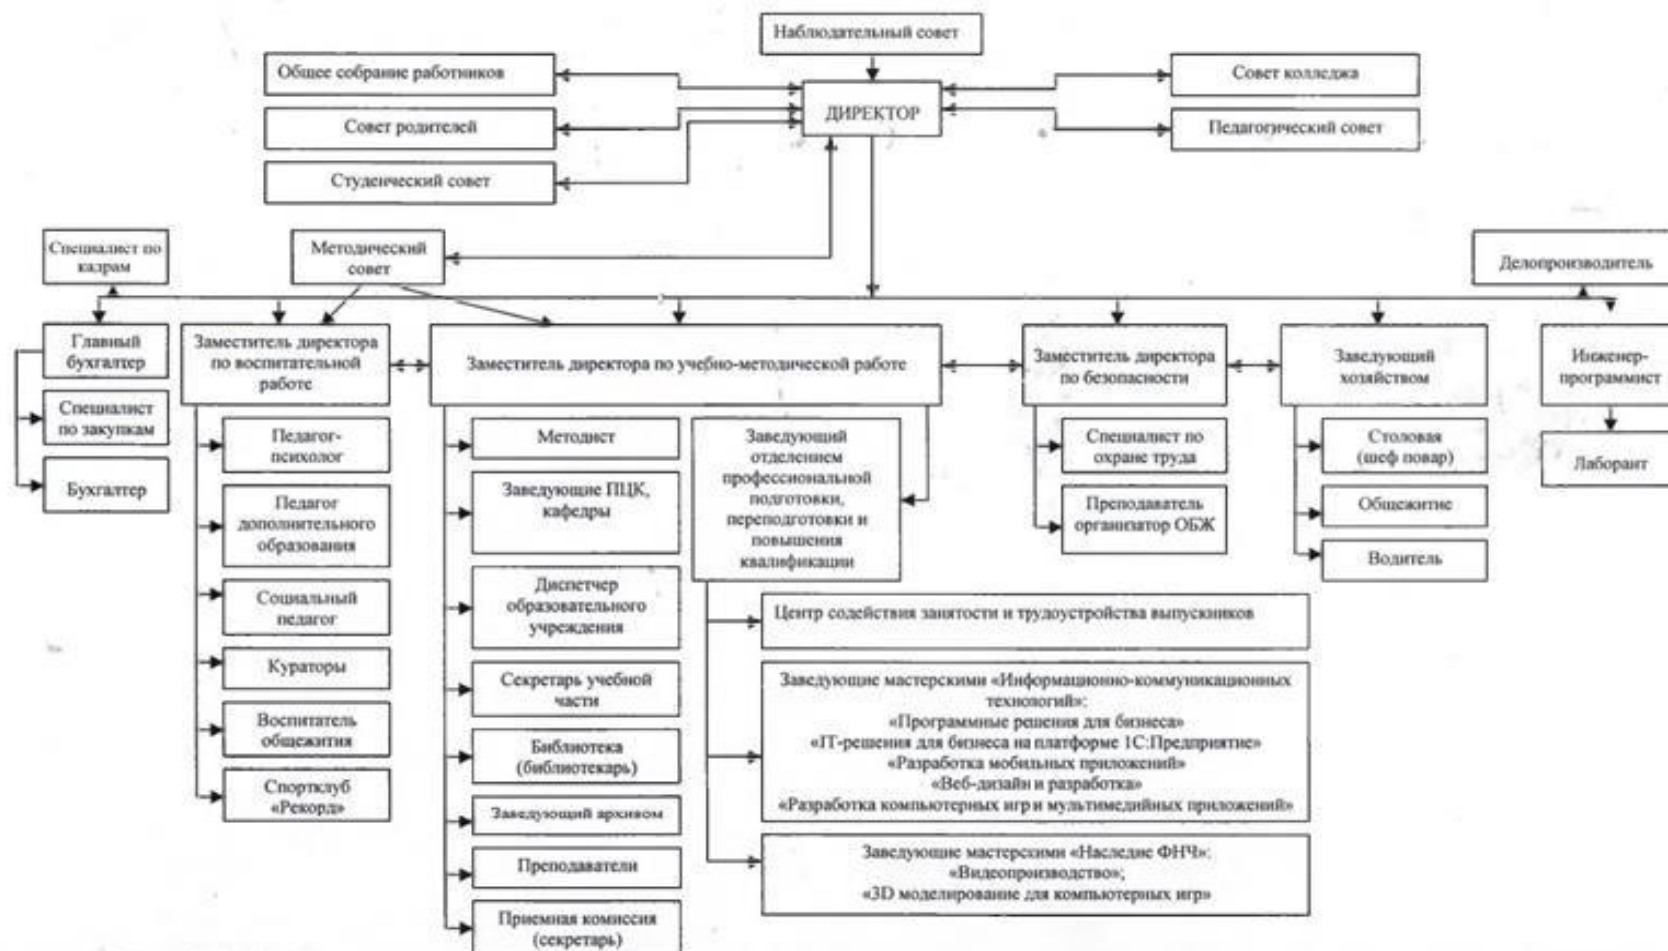 Наблюдательный совет
Общее собрание работников
Совет колледжа
ДИРЕКТОР
Совет родителей
Педагогический совет
Студенческий совет
Специалист по
кадрам
Методический
совет
Делопроизводитель
Главный
бухгалтер
Заместитель директора
по воспитательной
работе
Заместитель директора по учебно-методической работе
Заместитель директора
по безопасности
Заведующий
хозяйством
Инженер-
программист
Специалист
по закупкам
Бухгалтер
Педагог-
психолог
Педагог
дополнительного
образования
Социальный
педагог
Кураторы
Воспитатель
общежития
Спортклуб
«Рекорд»
Методист
Заведующие ПЦК,
кафедры
Диспетчер
образовательного
учреждения
Секретарь учебной
части
Библиотека
(библиотекарь)
Заведующий архивом
Преподаватели
Приемная комиссия
(секретарь)
Заведующий
отделением
профессиональной
подготовки,
переподготовки и
повышения
квалификации
Специалист по
охране труда
Преподаватель
организатор ОБЖ
Столовая
(шеф повар)
Общежитие
Водитель
Лаборант
Центр содействия занятости и трудоустройства выпускников
Заведующие мастерскими «Информационно-коммуникационных
технологий»:
«Программные решения для бизнеса»
«IT-решения для бизнеса на платформе 1С:Предприятие»
«Разработка мобильных приложений»
«Веб-дизайн и разработка»
«Разработка компьютерных игр и мультимедийных приложений»
Заведующие мастерскими «Наследие ФНЧ»:
«Видеопроизводство»;
«3D моделирование для компьютерных игр»